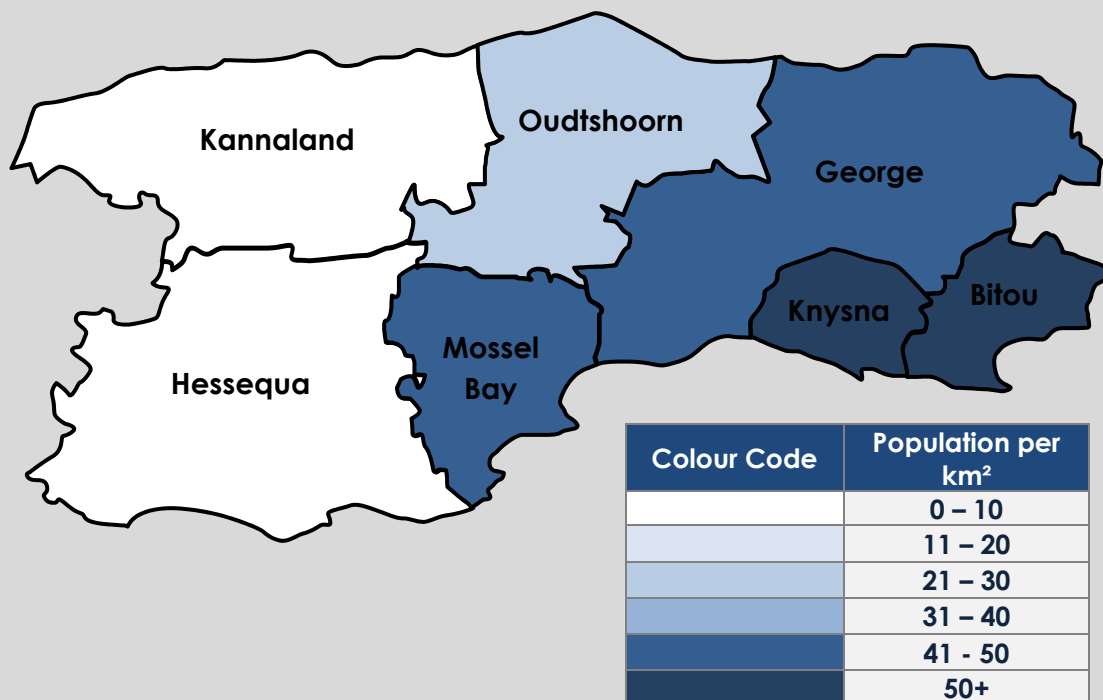 Kannaland
Oudtshoorn
George
Knysna
Bitou
Mossel
Bay
Hessequa
Colour Code
Population per
km²
0 – 10
11 – 20
21 – 30
31 – 40
41 - 50
50+